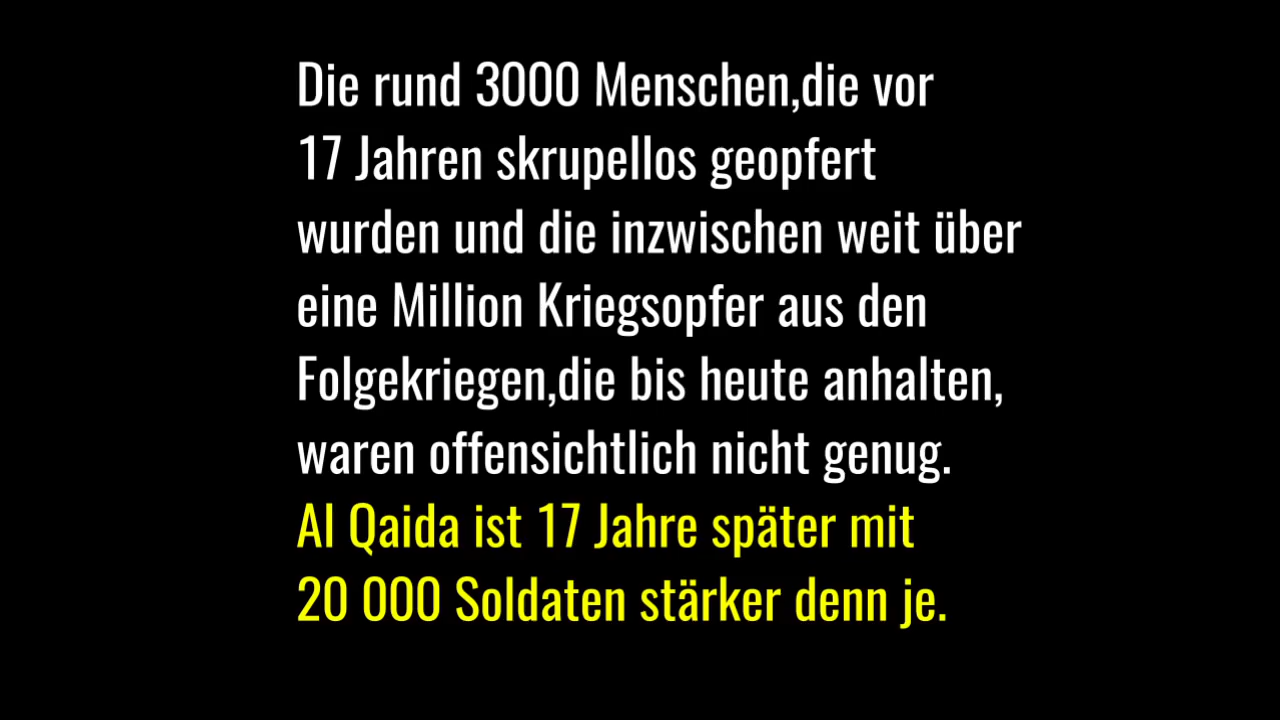 Die rund 3000 Menschen,die vor
17 Jahren skrupellos geopfert
wurden und die inzwischen weit über
eine Million Kriegsopfer aus den
Folgekriegen,die bis heute anhalten,
waren offensichtlich nicht genug.
Al Qaida ist 17 Jahre später mit
20 000 Soldaten stärker denn je.